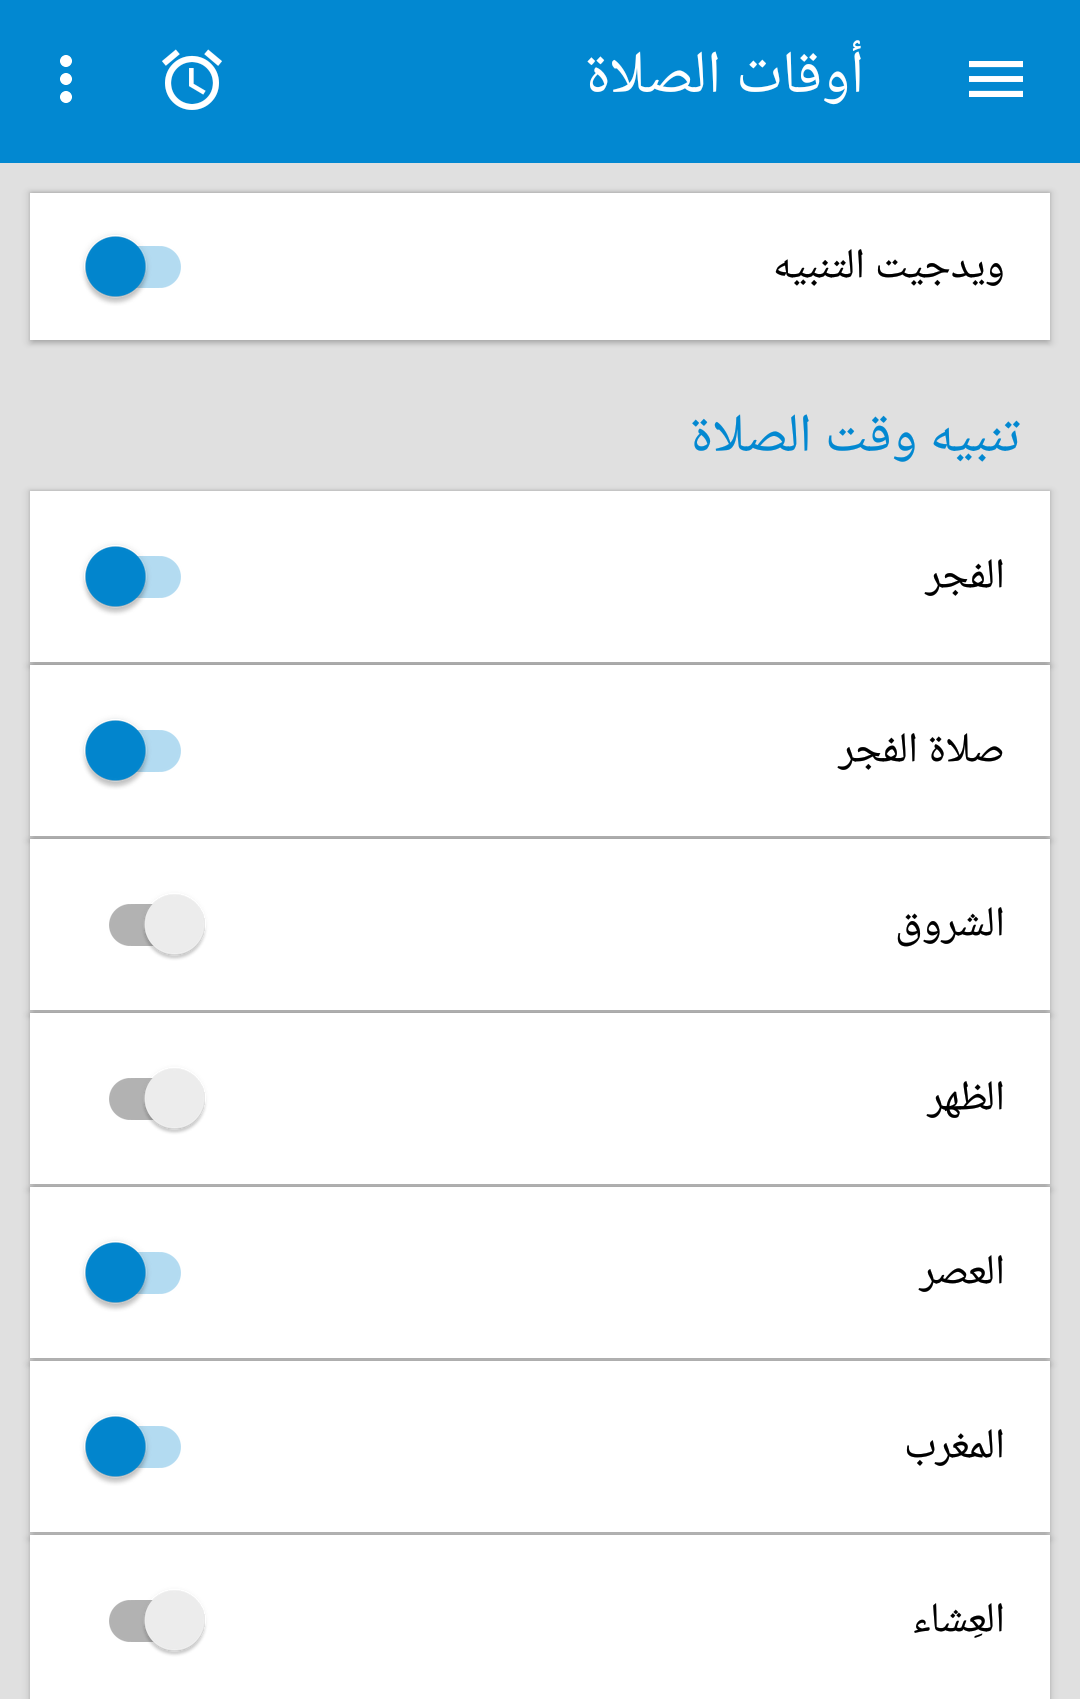 أوقات الصلاة
ويدجيت التنبيه
تنبيه وقت الصلاة
الفجر
صلاة الفجر
الشروق
الظهر
العصر
المغرب
العِشاء